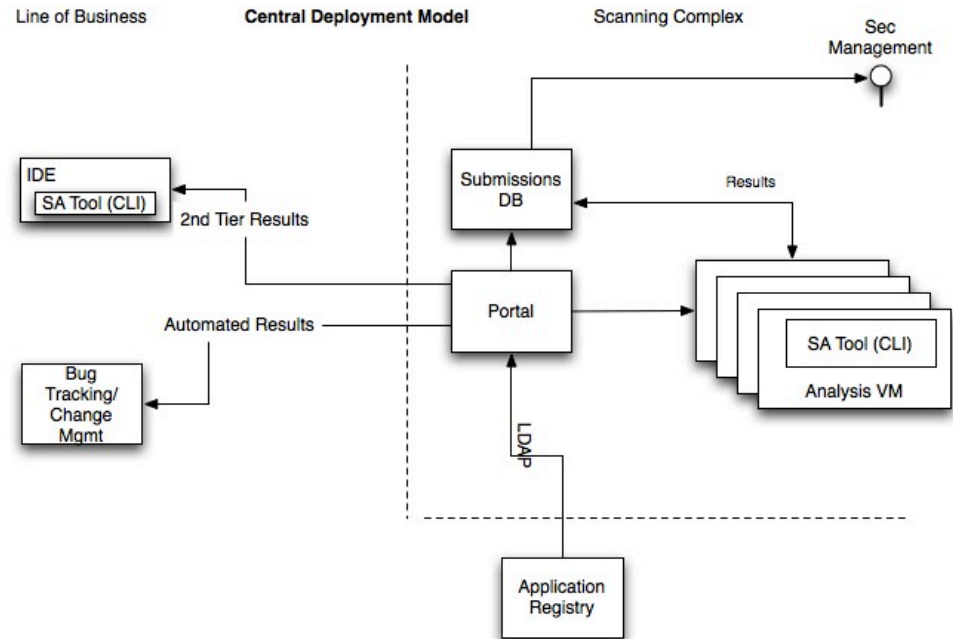 Line of Business
Central Deployment Model
Scanning Complex
Sec
Management
IDE
SA Tool (CLI)
2nd Tier Results
Submissions
DB
Results
Automated Results
Portal
SA Tool (CLI)
Analysis VM
Bug
Tracking/
Change
Mgmt
LDAP
Application
Registry